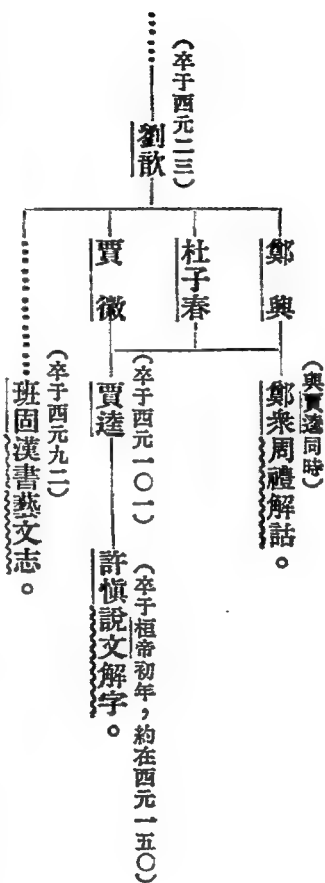 （卒于西元二三）
劉歆
鄭興
杜子春
賈徽
（與賈逵同時）
鄭衆周禮解詁。
（卒于西元一〇一）
賈逵
（卒于桓帝初年，約在西元一五〇）
許慎說文解字。
（卒于西元九二）
班固漢書藝文志。